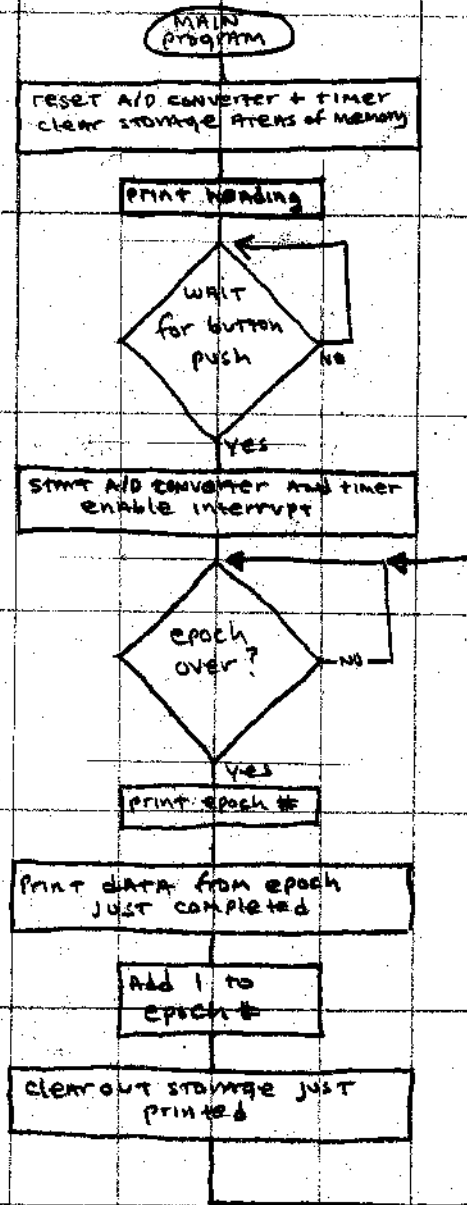 MAIN
program
reset A/D converter + timer
clear storage areas of memory
print heading
WAIT
for button
push
NO
yes
start A/D converter and timer
enable interrupt
epoch
over?
NO
yes
print epoch #
Print dATA from epoch
just completed
Add 1 to
epoch #
clear out storage just
printed